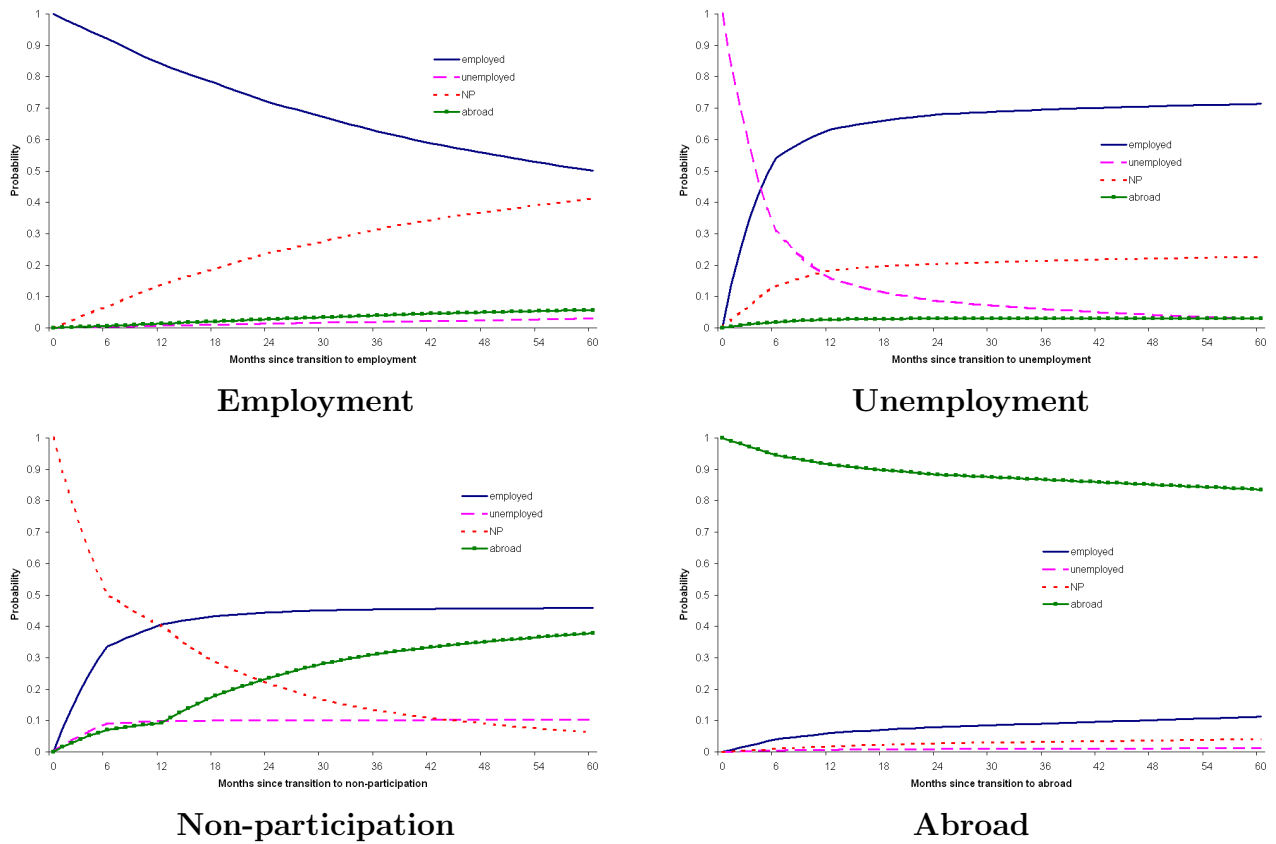 1
0.9
0.8
0.7
0.6
0.5
0.4
0.3
0.2
0.1
0
Probability
employed
unemployed
NP
abroad
0 6 12 18 24 30 36 42 48 54 60
Months since transition to employment
Employment
1
0.9
0.8
0.7
0.6
0.5
0.4
0.3
0.2
0.1
0
Probability
employed
unemployed
NP
abroad
0 6 12 18 24 30 36 42 48 54 60
Months since transition to unemployment
Unemployment
1
0.9
0.8
0.7
0.6
0.5
0.4
0.3
0.2
0.1
0
Probability
employed
unemployed
NP
abroad
0 6 12 18 24 30 36 42 48 54 60
Months since transition to non-participation
Non-participation
1
0.9
0.8
0.7
0.6
0.5
0.4
0.3
0.2
0.1
0
Probability
employed
unemployed
NP
abroad
0 6 12 18 24 30 36 42 48 54 60
Months since transition to abroad
Abroad